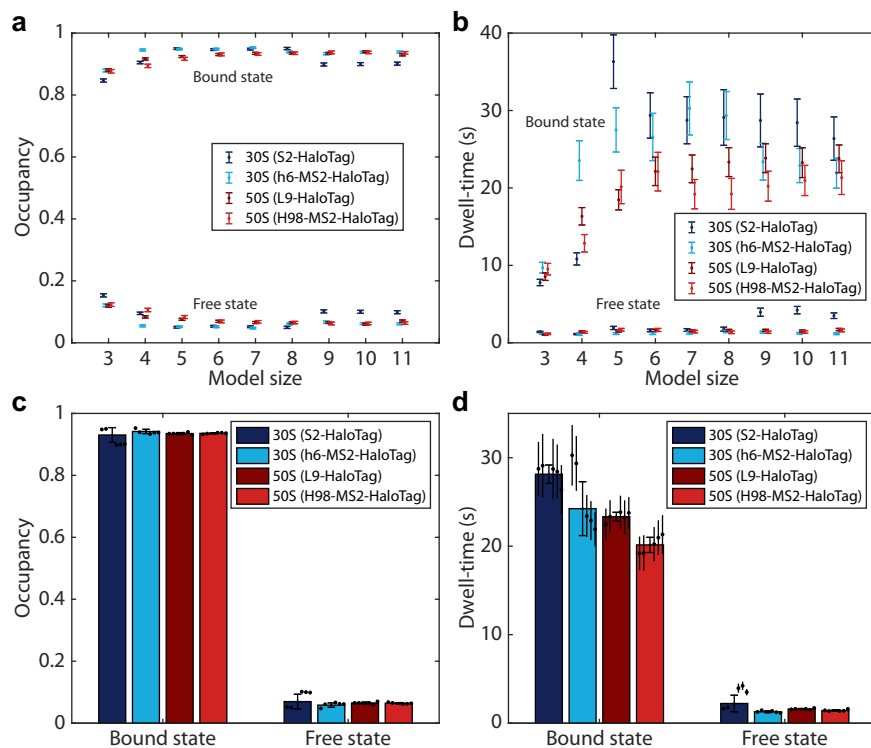 a
1
0.8
0.6
0.4
0.2
0
Occupancy
Bound state
30S (S2-HaloTag)
30S (h6-MS2-HaloTag)
50S (L9-HaloTag)
50S (H98-MS2-HaloTag)
Free state
3 4 5 6 7 8 9 10 11
Model size
b
40
30
20
10
0
Dwell-time (s)
Bound state
30S (S2-HaloTag)
30S (h6-MS2-HaloTag)
50S (L9-HaloTag)
50S (H98-MS2-HaloTag)
Free state
3 4 5 6 7 8 9 10 11
Model size
c
1
0.8
0.6
0.4
0.2
0
Occupancy
30S (S2-HaloTag)
30S (h6-MS2-HaloTag)
50S (L9-HaloTag)
50S (H98-MS2-HaloTag)
Bound state Free state
d
30
20
10
0
Dwell-time (s)
30S (S2-HaloTag)
30S (h6-MS2-HaloTag)
50S (L9-HaloTag)
50S (H98-MS2-HaloTag)
Bound state Free state